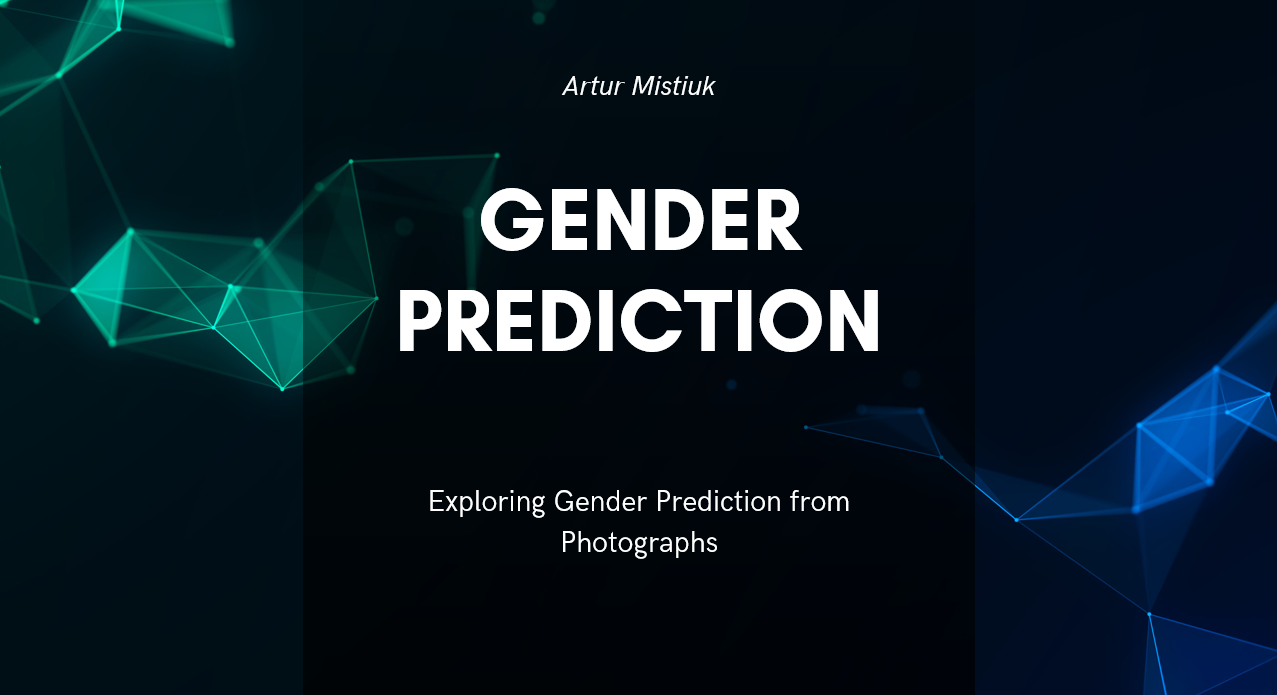 Artur Mistiuk
GENDER
PREDICTION
Exploring Gender Prediction from
Photographs